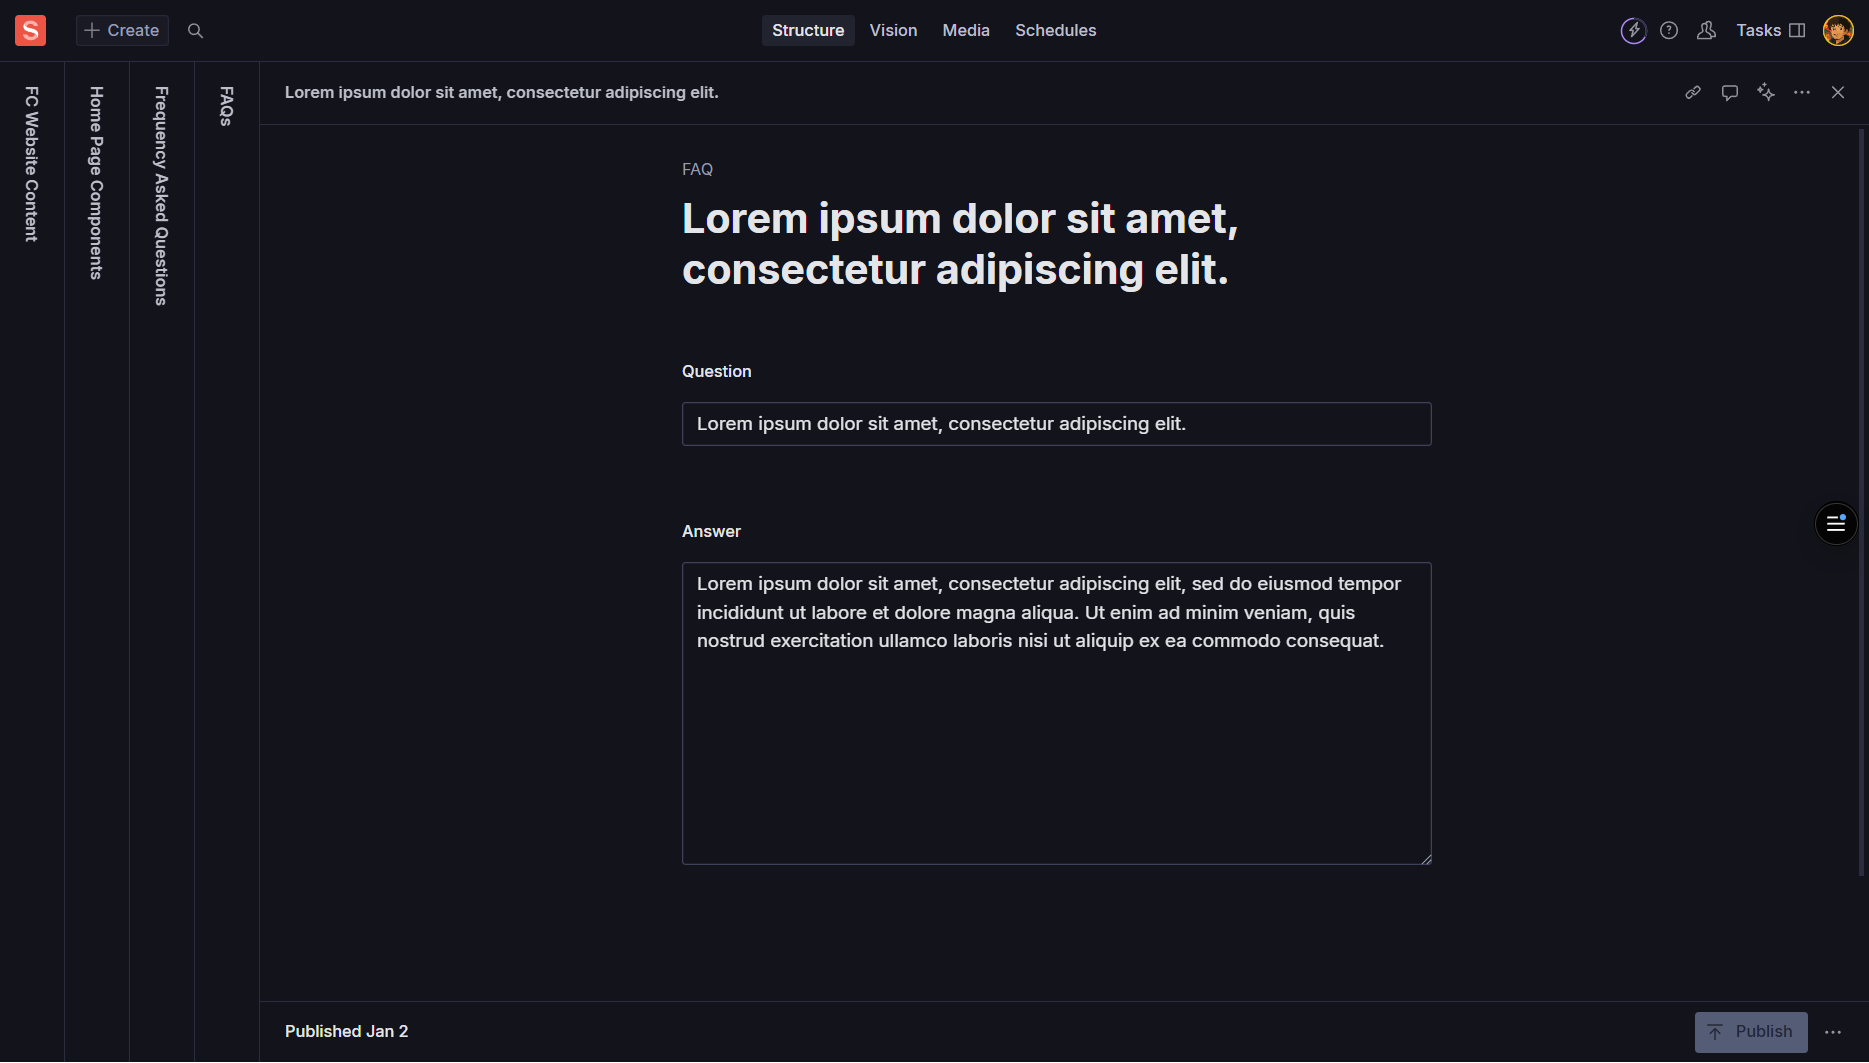 S
Create
Structure
Vision
Media
Schedules
Tasks
FC Website Content
Home Page Components
Frequency Asked Questions
FAQs
Lorem ipsum dolor sit amet, consectetur adipiscing elit.
FAQ
Lorem ipsum dolor sit amet,
consectetur adipiscing elit.
Question
Lorem ipsum dolor sit amet, consectetur adipiscing elit.
Answer
Lorem ipsum dolor sit amet, consectetur adipiscing elit, sed do eiusmod tempor
incididunt ut labore et dolore magna aliqua. Ut enim ad minim veniam, quis
nostrud exercitation ullamco laboris nisi ut aliquip ex ea commodo consequat.
Published Jan 2
Publish